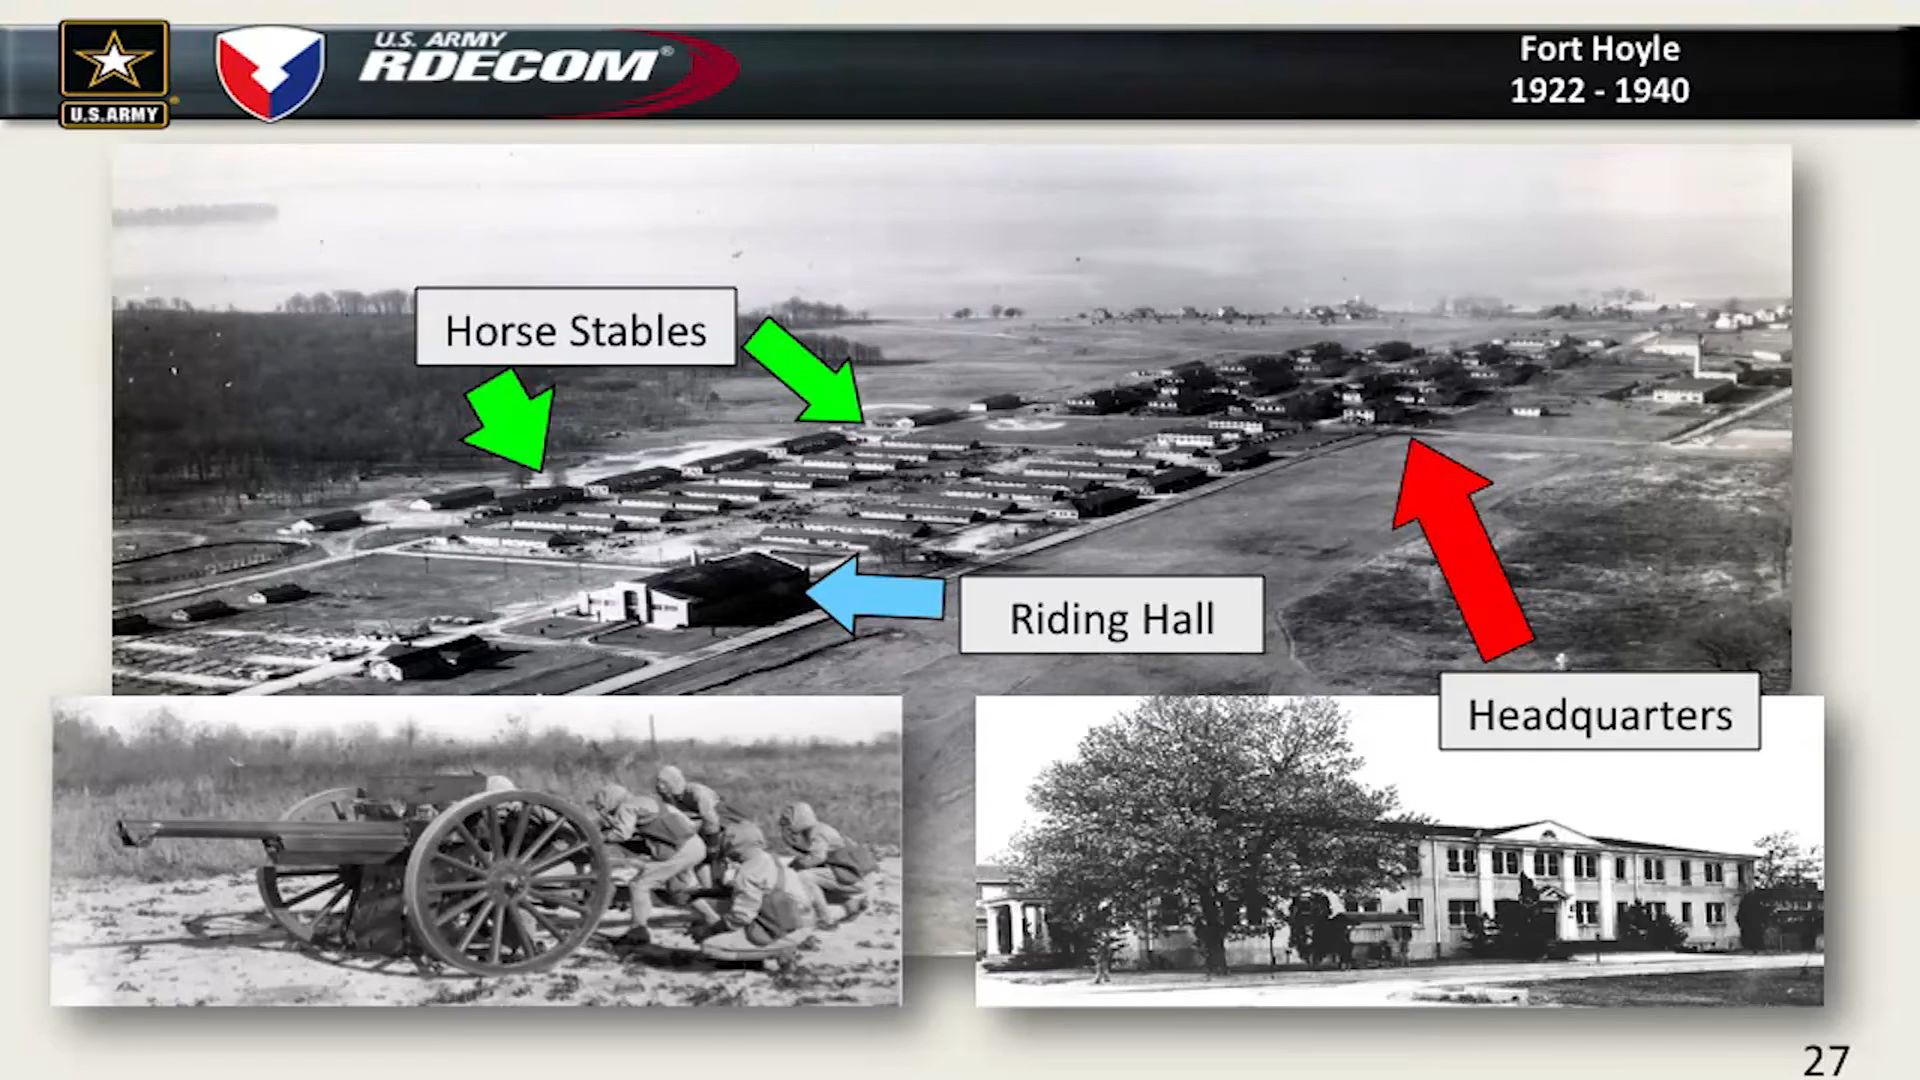 U.S. ARMY
U.S. ARMY
RDECOM®
Fort Hoyle
1922 - 1940
Horse Stables
Riding Hall
Headquarters
27